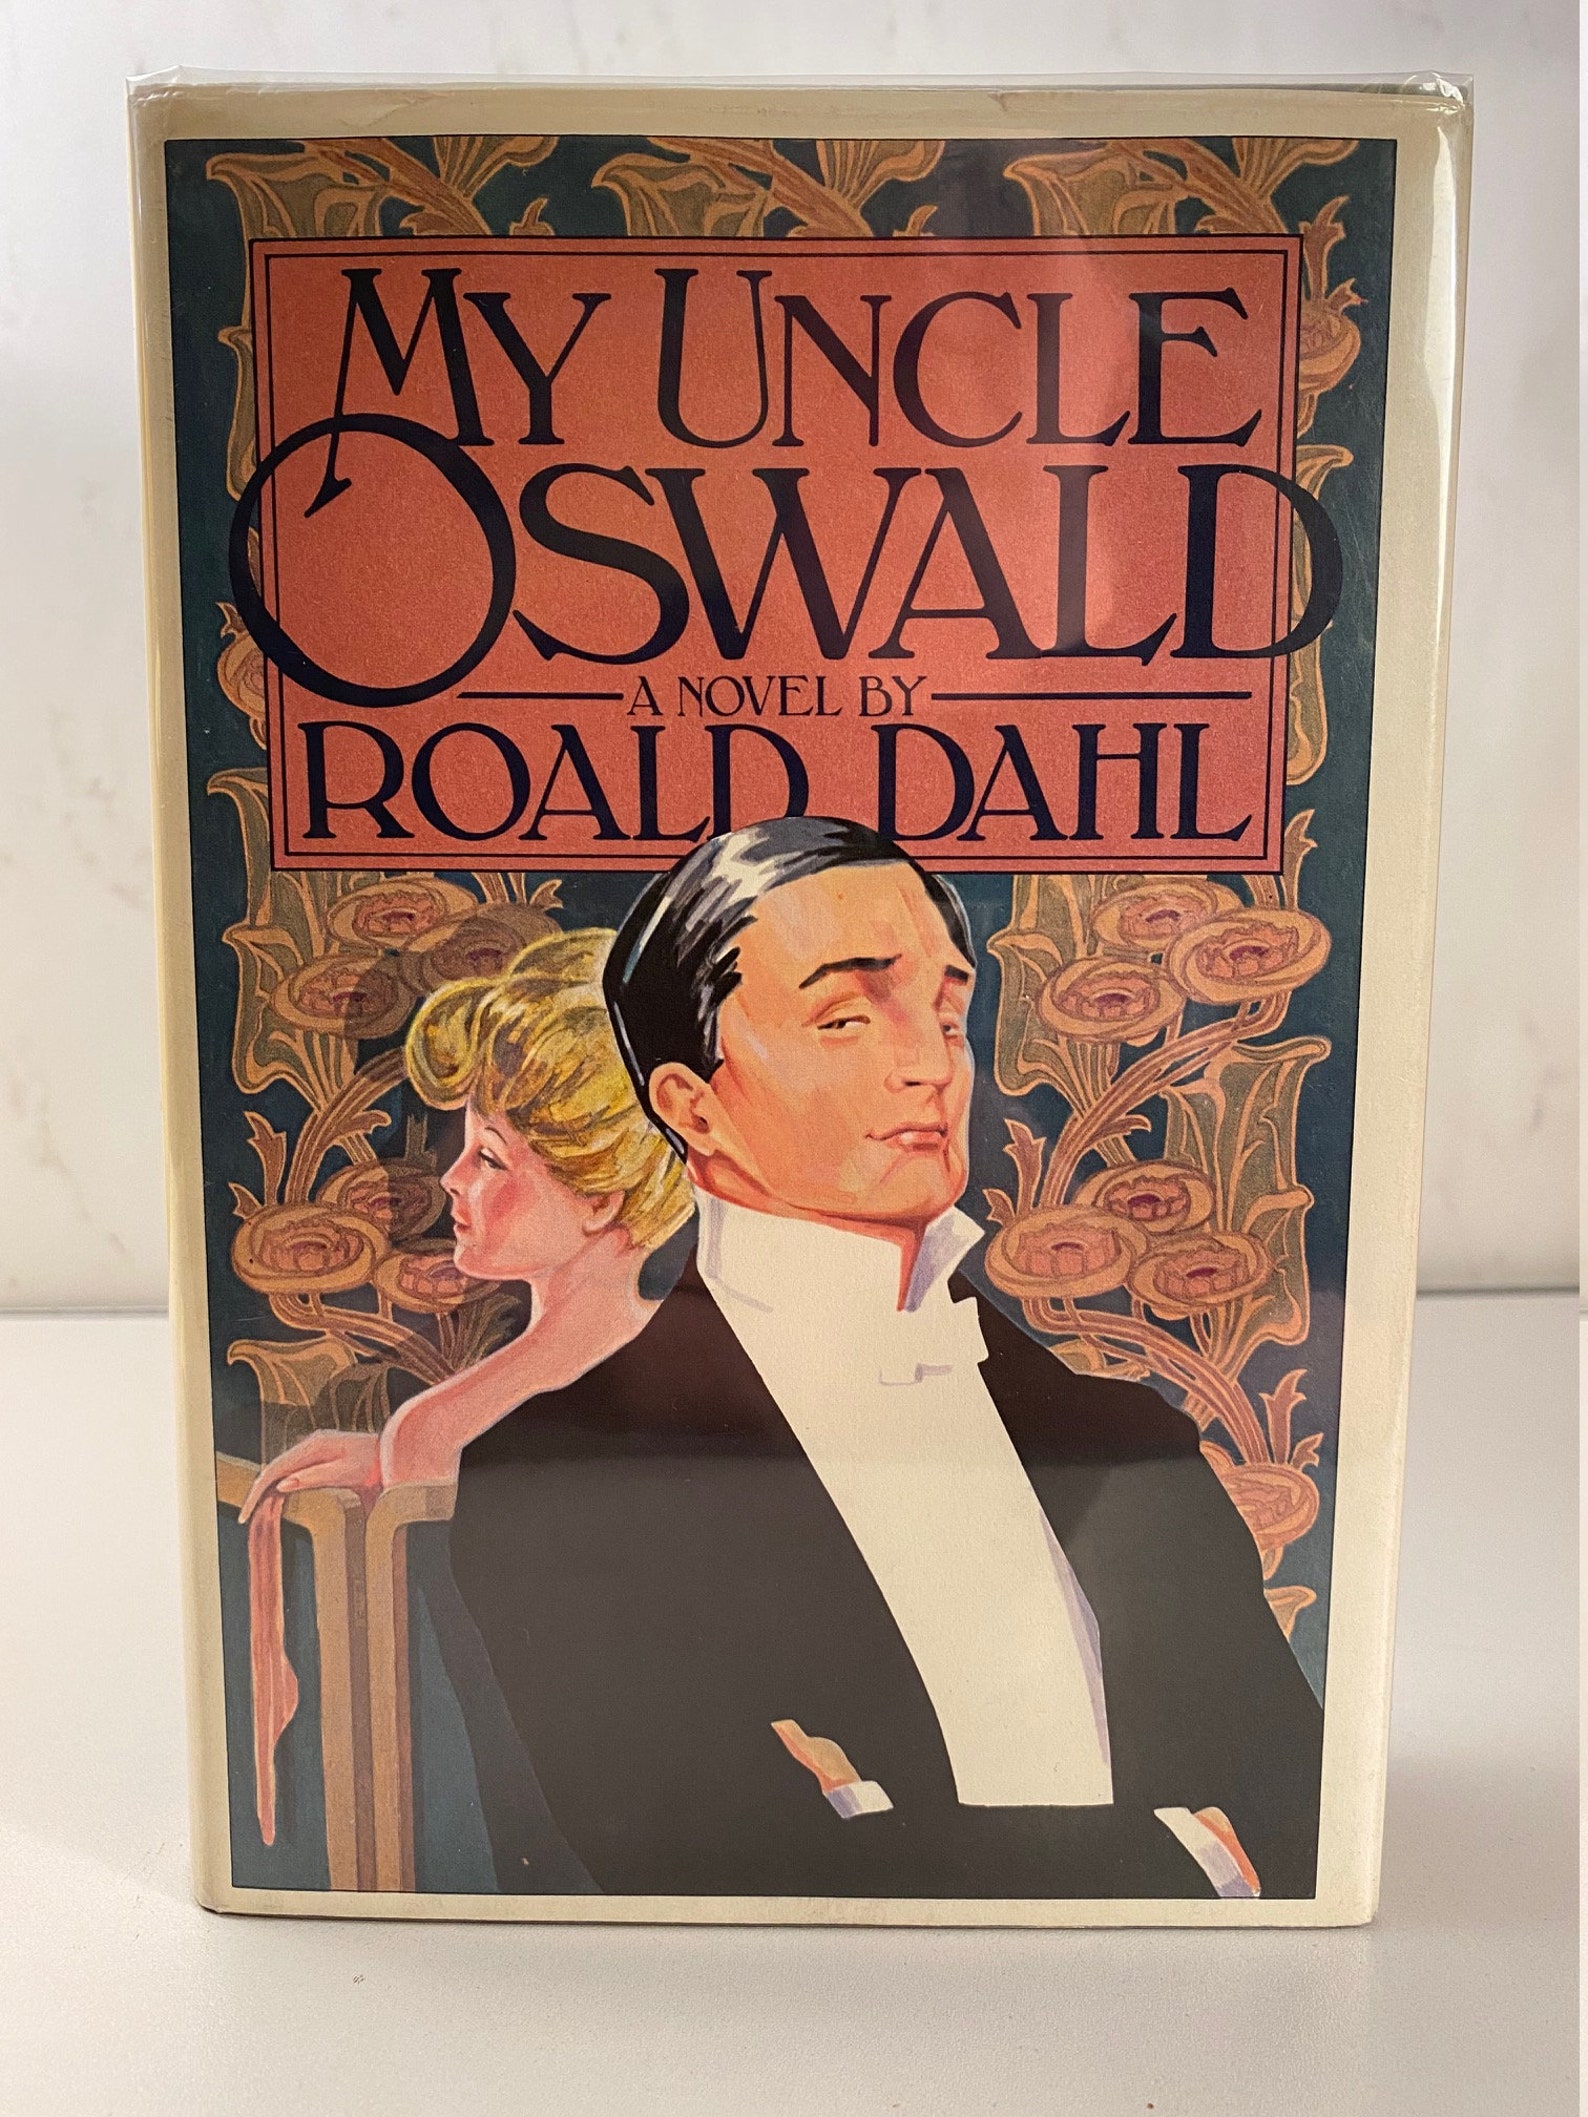 MY UNCLE
OSWALD
A NOVEL BY
ROALD DAHL